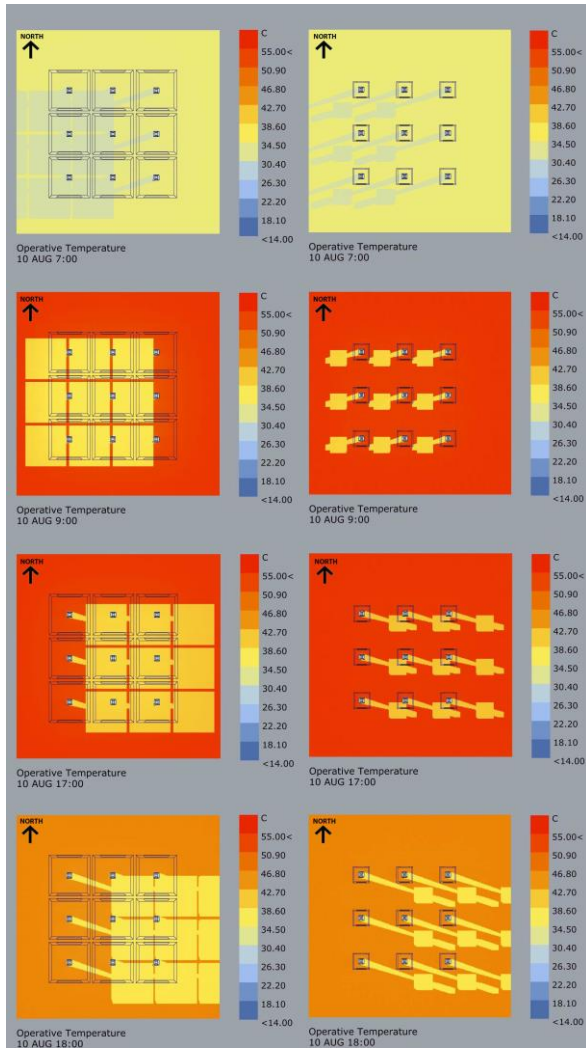 NORTH
C
55.00<
50.90
46.80
42.70
38.60
34.50
30.40
26.30
22.20
18.10
<14.00
Operative Temperature
10 AUG 7:00
NORTH
C
55.00<
50.90
46.80
42.70
38.60
34.50
30.40
26.30
22.20
18.10
<14.00
Operative Temperature
10 AUG 7:00
NORTH
C
55.00<
50.90
46.80
42.70
38.60
34.50
30.40
26.30
22.20
18.10
<14.00
Operative Temperature
10 AUG 9:00
NORTH
C
55.00<
50.90
46.80
42.70
38.60
34.50
30.40
26.30
22.20
18.10
<14.00
Operative Temperature
10 AUG 9:00
NORTH
C
55.00<
50.90
46.80
42.70
38.60
34.50
30.40
26.30
22.20
18.10
<14.00
Operative Temperature
10 AUG 17:00
NORTH
C
55.00<
50.90
46.80
42.70
38.60
34.50
30.40
26.30
22.20
18.10
<14.00
Operative Temperature
10 AUG 17:00
NORTH
C
55.00<
50.90
46.80
42.70
38.60
34.50
30.40
26.30
22.20
18.10
<14.00
Operative Temperature
10 AUG 18:00
NORTH
C
55.00<
50.90
46.80
42.70
38.60
34.50
30.40
26.30
22.20
18.10
<14.00
Operative Temperature
10 AUG 18:00